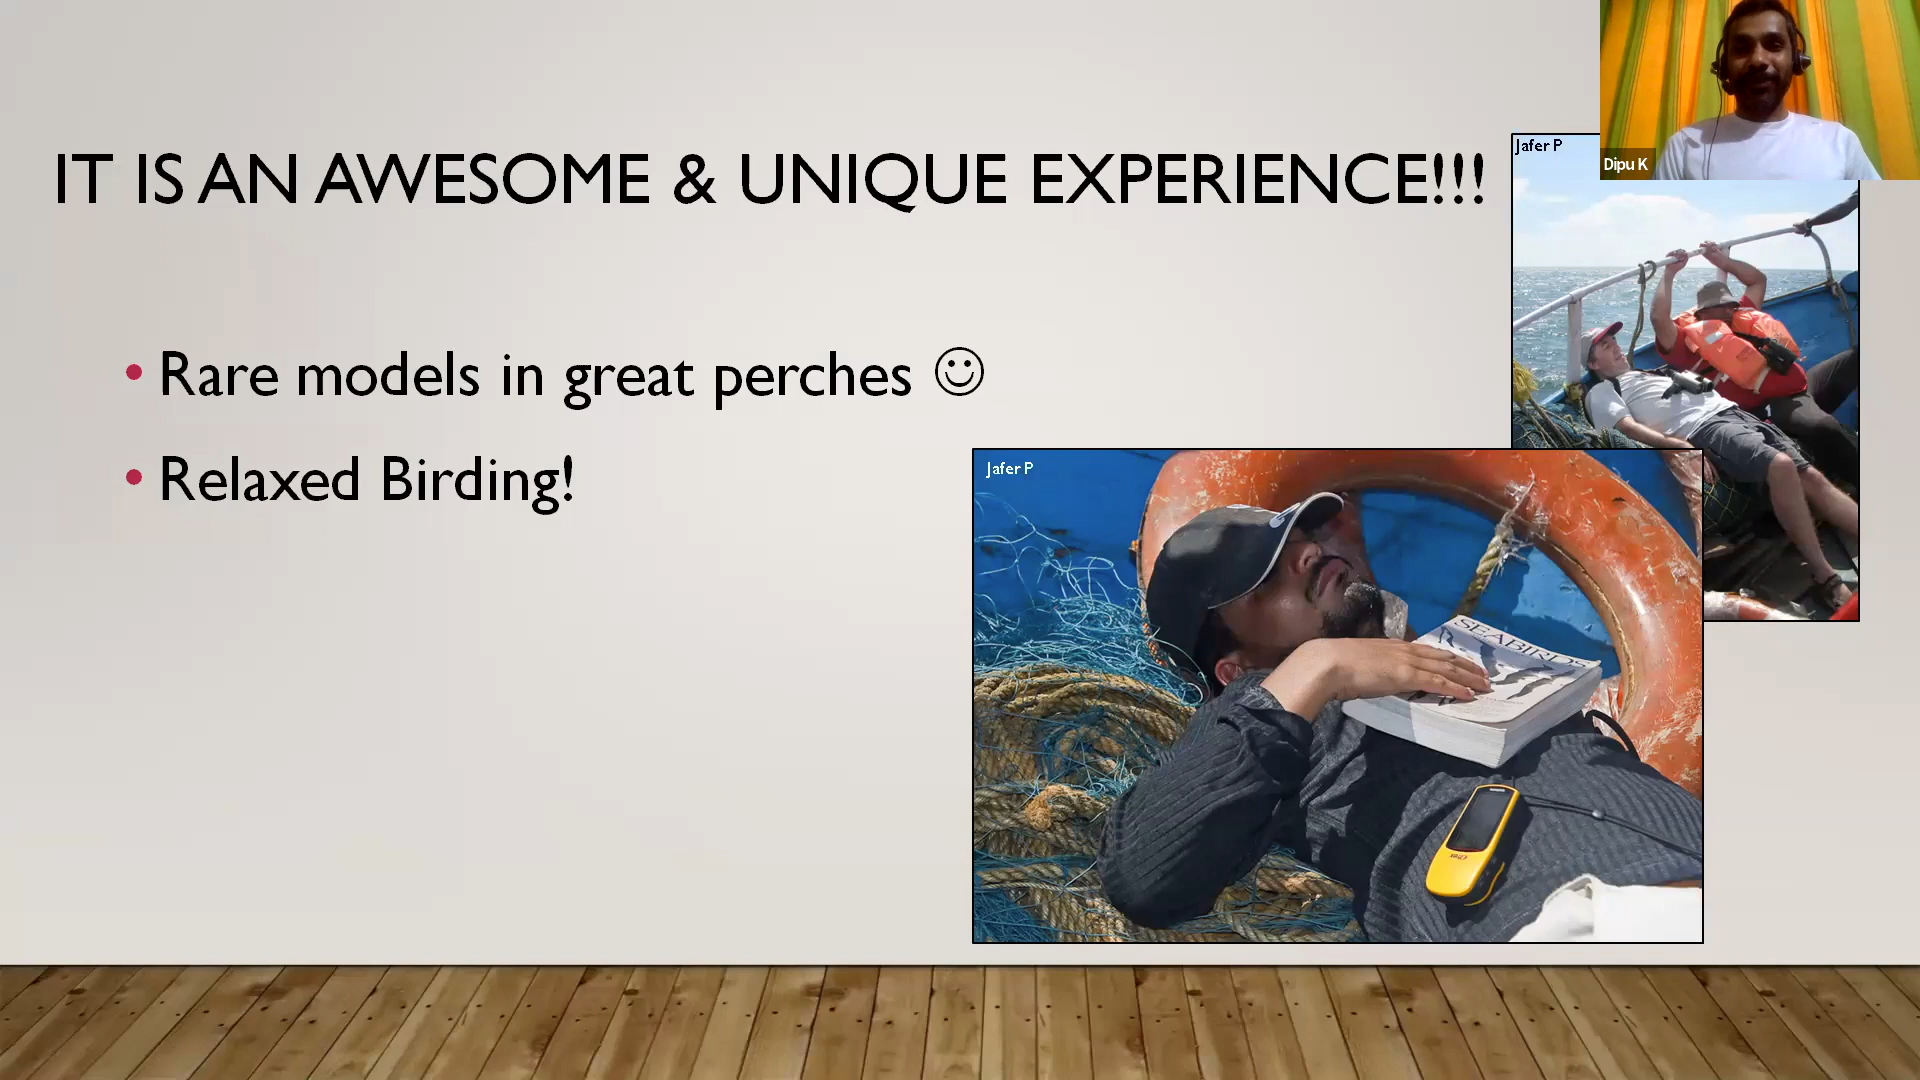 IT IS AN AWESOME & UNIQUE EXPERIENCE!!!
Jafer P
Dipu K
• Rare models in great perches ☺
• Relaxed Birding!
Jafer P
SEABIRDS